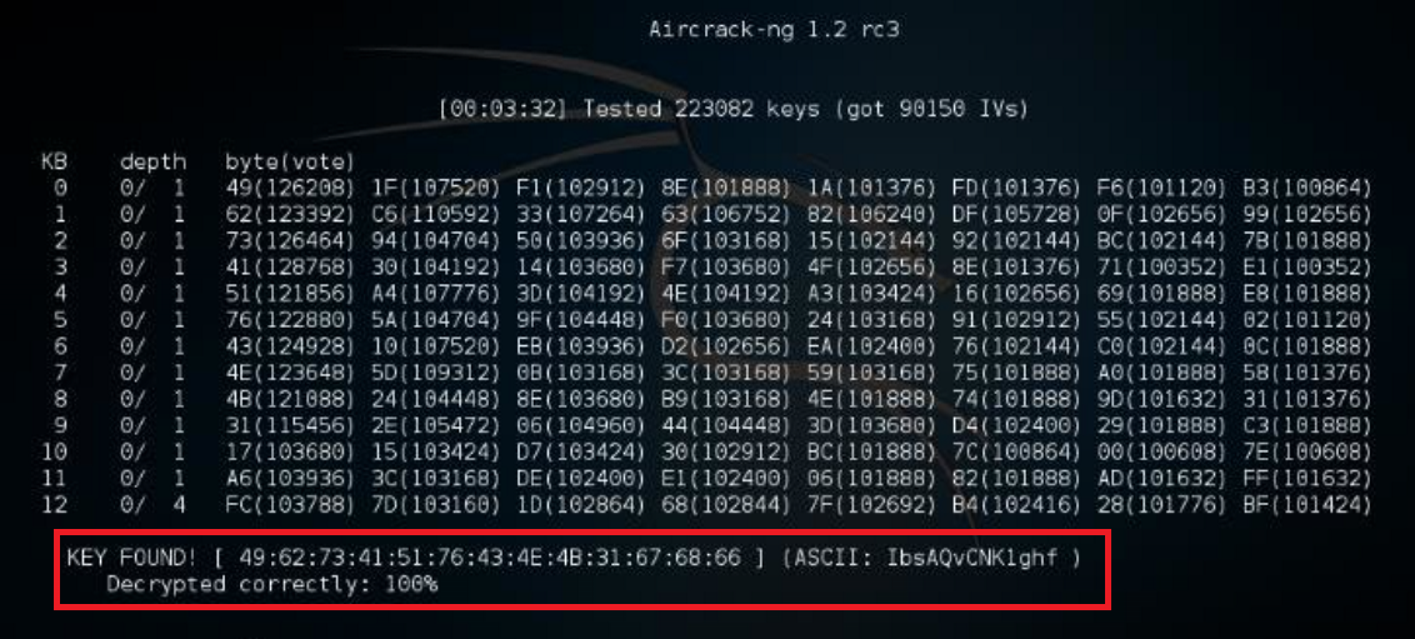 Aircrack-ng 1.2 rc3
[00:03:32] Tested 223082 keys (got 90150 IVs)
KB depth byte(vote)
0 0/ 1 49(126208) 1F(107520) F1(102912) 8E(101888) 1A(101376) FD(101376) F6(101120) B3(100864)
1 0/ 1 62(123392) C6(110592) 33(107264) 63(106752) 82(106240) DF(105728) 0F(102656) 99(102656)
2 0/ 1 73(126464) 94(104704) 50(103936) 6F(103168) 15(102144) 92(102144) BC(102144) 7B(101888)
3 0/ 1 41(128768) 30(104192) 14(103680) F7(103680) 4F(102656) 8E(101376) 71(100352) E1(100352)
4 0/ 1 51(121856) A4(107776) 3D(104192) 4E(104192) A3(103424) 16(102656) 69(101888) E8(101888)
5 0/ 1 76(122880) 5A(104704) 9F(104448) F0(103680) 24(103168) 91(102912) 55(102144) 02(101120)
6 0/ 1 43(124928) 10(107520) EB(103936) D2(102656) EA(102400) 76(102144) C0(102144) 0C(101888)
7 0/ 1 4E(123648) 5D(109312) 0B(103168) 3C(103168) 59(103168) 75(101888) A0(101888) 58(101376)
8 0/ 1 4B(121088) 24(104448) 8E(103680) B9(103168) 4E(101888) 74(101888) 9D(101632) 31(101376)
9 0/ 1 31(115456) 2E(105472) 06(104960) 44(104448) 3D(103680) D4(102400) 29(101888) C3(101888)
10 0/ 1 17(103680) 15(103424) D7(103424) 30(102912) BC(101888) 7C(100864) 00(100608) 7E(100608)
11 0/ 1 A6(103936) 3C(103168) DE(102400) E1(102400) 06(101888) 82(101888) AD(101632) FF(101632)
12 0/ 4 FC(103788) 7D(103160) 1D(102864) 68(102844) 7F(102692) B4(102416) 28(101776) BF(101424)
KEY FOUND! [ 49:62:73:41:51:76:43:4E:4B:31:67:68:66 ] (ASCII: IbsAQvCNK1ghf )
Decrypted correctly: 100%